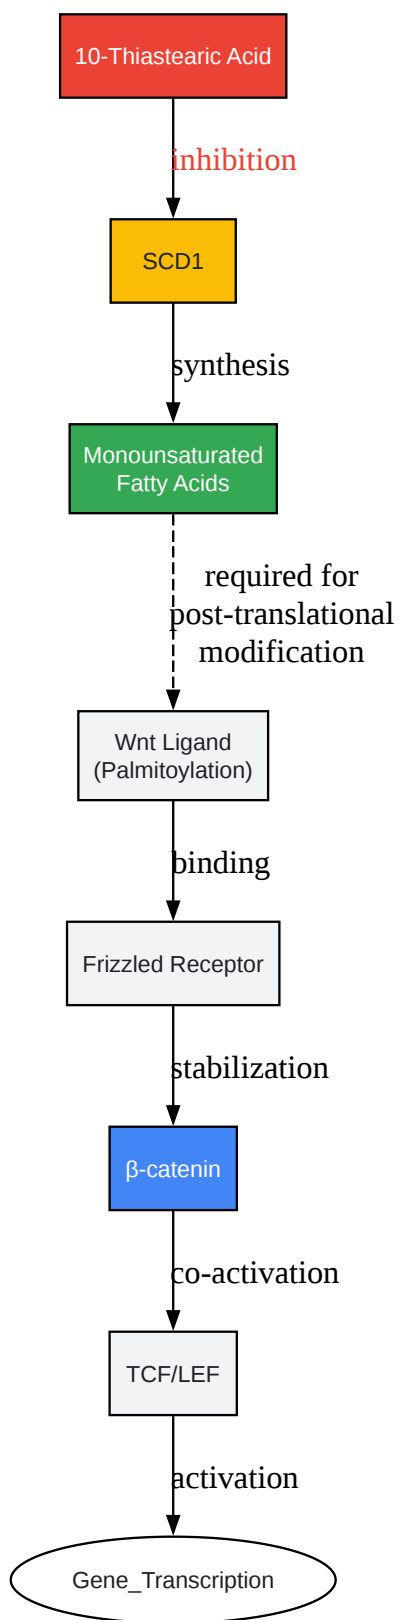 10-Thiastearic Acid
inhibition
SCD1
synthesis
Monounsaturated
Fatty Acids
required for
post-translational
modification
Wnt Ligand
(Palmitoylation)
binding
Frizzled Receptor
stabilization
β-catenin
co-activation
TCF/LEF
activation
Gene_Transcription